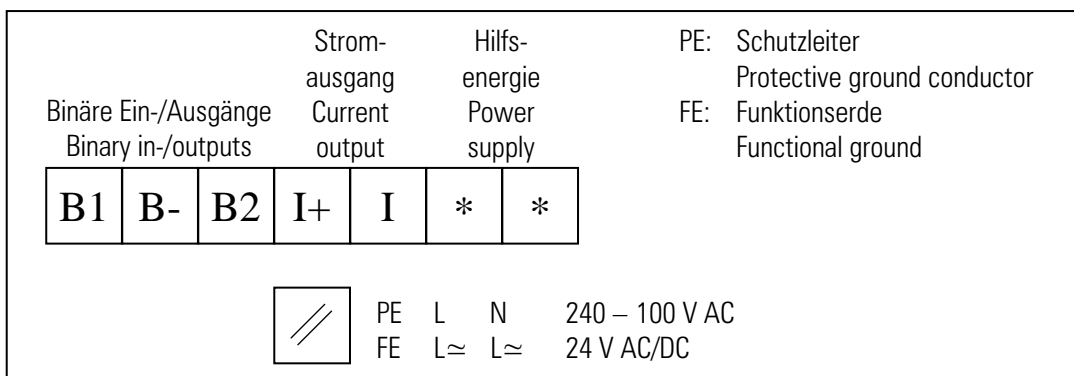 Strom-
ausgang
Current
output
Hilfs-
energie
Power
supply
Binäre Ein-/Ausgänge
Binary in-/outputs
PE: Schutzleiter
Protective ground conductor
FE: Funktionserde
Functional ground
B1 B- B2 I+ I * *
PE L N 240 – 100 V AC
FE L≃ L≃ 24 V AC/DC